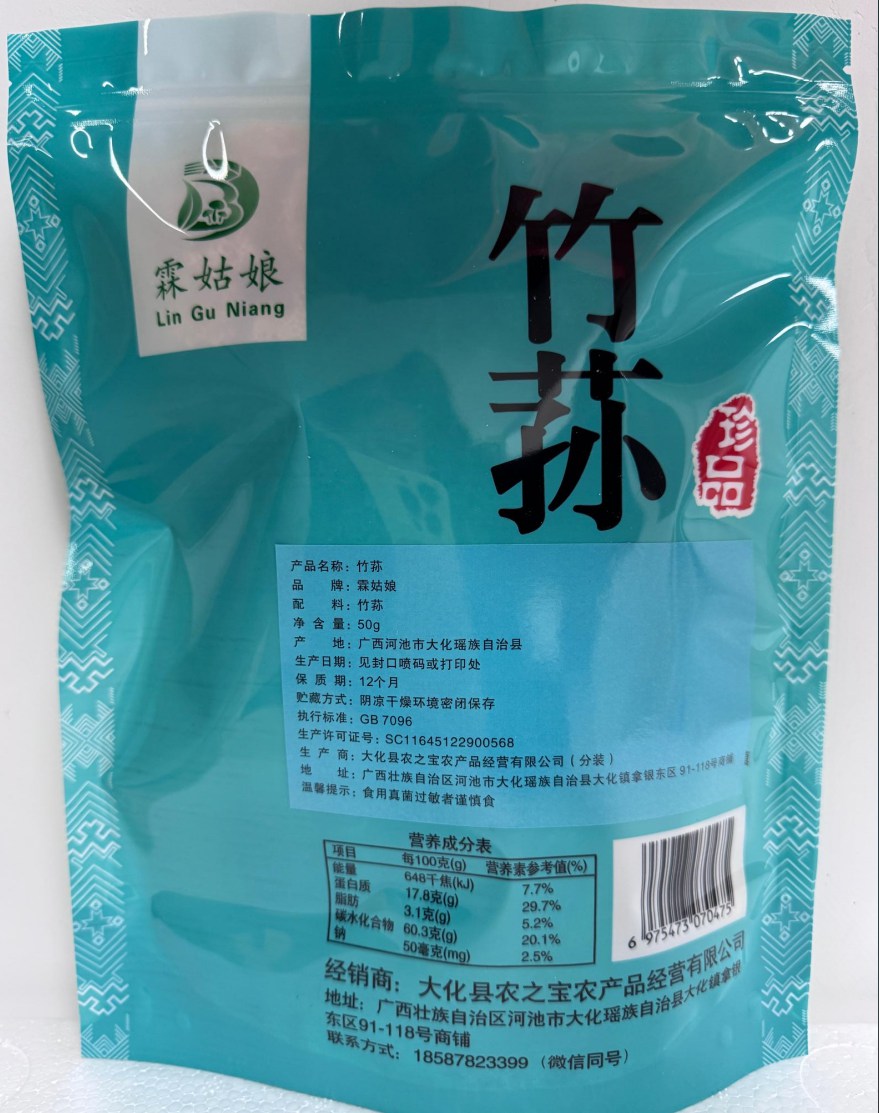 霖姑娘
Lin Gu Niang
竹荪
珍品
产品名称：竹荪
品 牌：霖姑娘
配 料：竹荪
净 含 量：50g
产 地：广西河池市大化瑶族自治县
生产日期：见封口喷码或打印处
保 质 期：12个月
贮藏方式：阴凉干燥环境密闭保存
执行标准：GB 7096
生产许可证号：SC11645122900568
生 产 商：大化县农之宝农产品经营有限公司（分装）
地 址：广西壮族自治区河池市大化瑶族自治县大化镇拿银东区 91-118号商铺
温馨提示：食用真菌过敏者谨慎食
营养成分表
项目 每100克(g) 营养素参考值(%)
能量 648千焦(kJ) 7.7%
蛋白质 17.8克(g) 29.7%
脂肪 3.1克(g) 5.2%
碳水化合物 60.3克(g) 20.1%
钠 50毫克(mg) 2.5%
6 975473 070475
经销商：大化县农之宝农产品经营有限公司
地址：广西壮族自治区河池市大化瑶族自治县大化镇拿银
东区91-118号商铺
联系方式：18587823399（微信同号）